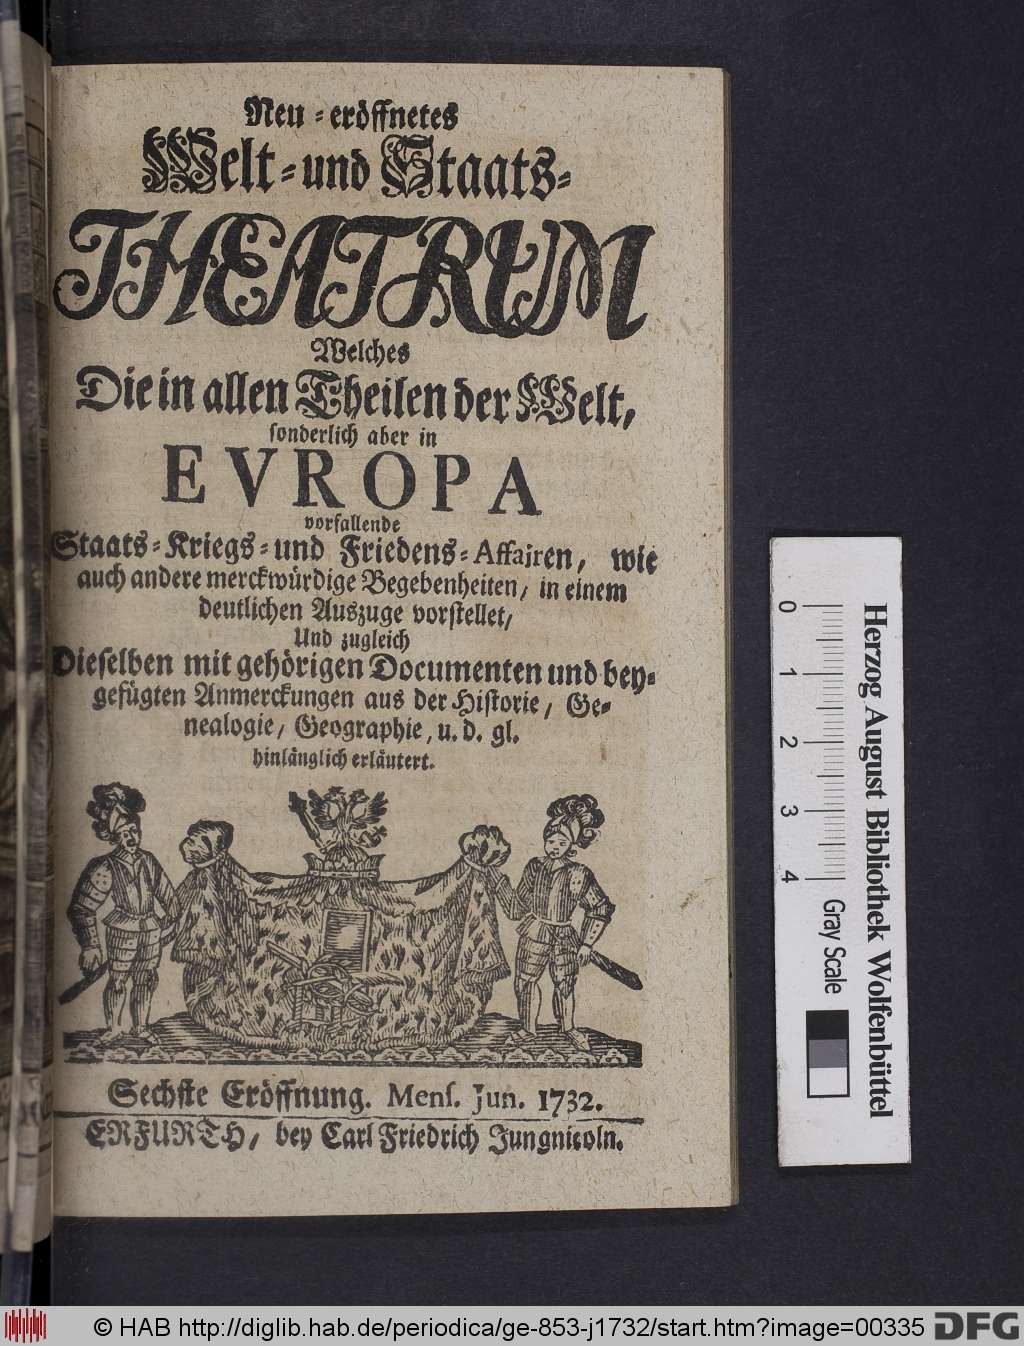 Neu-eröffnetes
Welt-und Staats-
THEATRUM
Welches
Die in allen Theilen der Welt,
sonderlich aber in
EVROPA
vorfallende
Staats-Kriegs-und Friedens-Affairen, wie
auch andere merckwürdige Begebenheiten, in einem
deutlichen Auszuge vorstellet,
Und zugleich
Dieselben mit gehörigen Documenten und bey-
gefügten Anmerckungen aus der Historie, Ge-
nealogie, Geographie, u. d. gl.
hinlänglich erläutert.
Sechste Eröffnung. Mens. Jun. 1732.
ERFURTH, bey Carl Friedrich Jungnicoln.
0 1 2 3 4 Gray Scale
Herzog August Bibliothek Wolfenbüttel
© HAB http://diglib.hab.de/periodica/ge-853-j1732/start.htm?image=00335
DFG